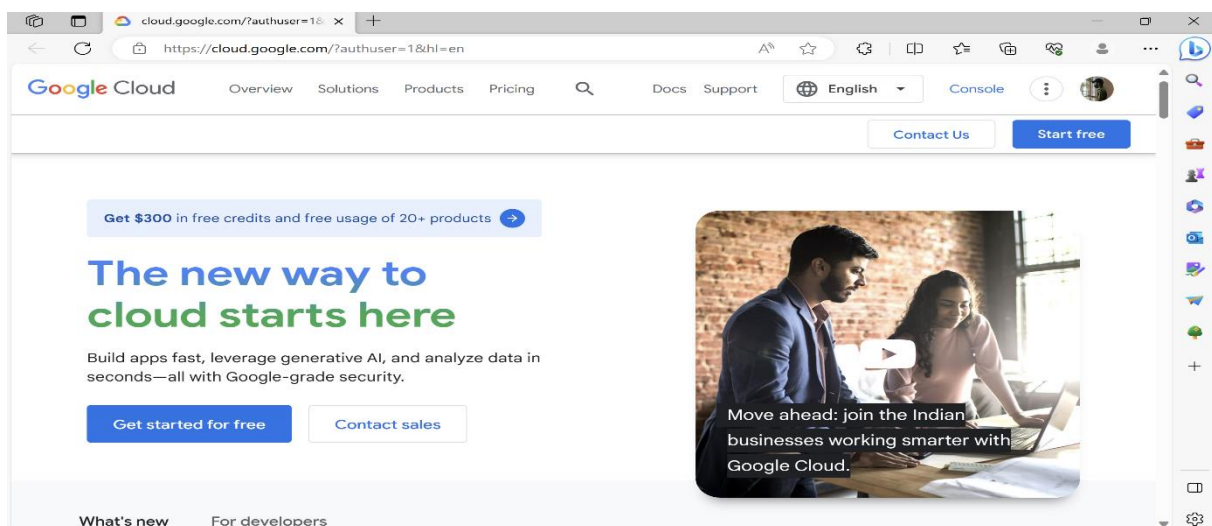 cloud.google.com/?authuser=18
https://cloud.google.com/?authuser=1&hl=en
Google Cloud Overview Solutions Products Pricing Docs Support English Console
Contact Us Start free
Get $300 in free credits and free usage of 20+ products
The new way to
cloud starts here
Build apps fast, leverage generative AI, and analyze data in
seconds—all with Google-grade security.
Get started for free Contact sales
Move ahead: join the Indian
businesses working smarter with
Google Cloud.
What's new For developers